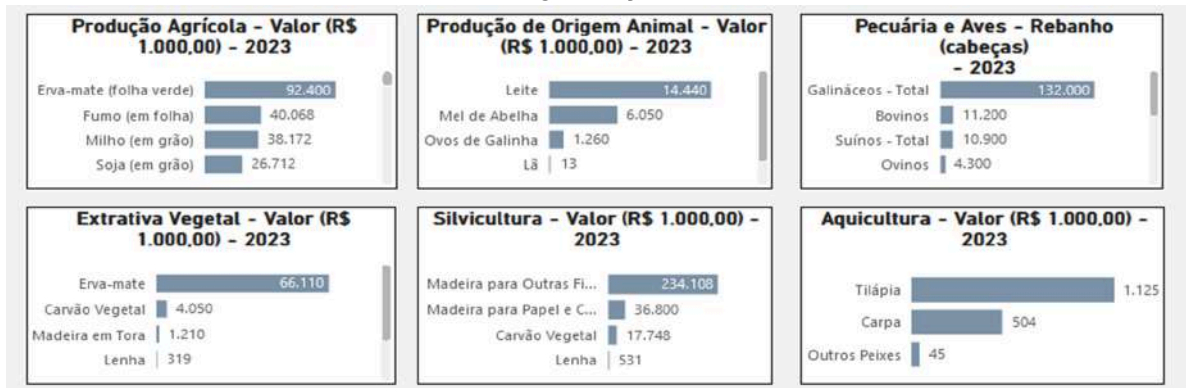 Produção Agrícola – Valor (R$
1.000,00) – 2023
Erva-mate (folha verde) 92.400
Fumo (em folha) 40.068
Milho (em grão) 38.172
Soja (em grão) 26.712
Produção de Origem Animal – Valor
(R$ 1.000,00) – 2023
Leite 14.440
Mel de Abelha 6.050
Ovos de Galinha 1.260
Lã 13
Pecuária e Aves – Rebanho
(cabeças)
– 2023
Galináceos - Total 132.000
Bovinos 11.200
Suínos - Total 10.900
Ovinos 4.300
Extrativa Vegetal – Valor (R$
1.000,00) – 2023
Erva-mate 66.110
Carvão Vegetal 4.050
Madeira em Tora 1.210
Lenha 319
Silvicultura – Valor (R$ 1.000,00) –
2023
Madeira para Outras Fi... 234.108
Madeira para Papel e C... 36.800
Carvão Vegetal 17.748
Lenha 531
Aquicultura – Valor (R$ 1.000,00) –
2023
Tilápia 1.125
Carpa 504
Outros Peixes 45